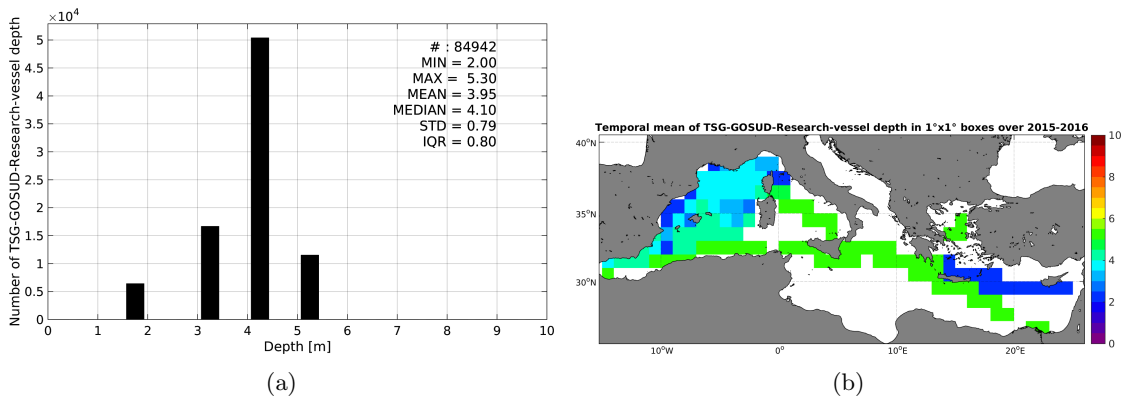 ×10⁴
5
4.5
4
3.5
3
2.5
2
1.5
1
0.5
0
Number of TSG-GOSUD-Research-vessel depth
# : 84942
MIN = 2.00
MAX = 5.30
MEAN = 3.95
MEDIAN = 4.10
STD = 0.79
IQR = 0.80
0 1 2 3 4 5 6 7 8 9 10
Depth [m]
(a)
Temporal mean of TSG-GOSUD-Research-vessel depth in 1°x1° boxes over 2015-2016
40°N
35°N
30°N
10°W 0° 10°E 20°E
10
8
6
4
2
0
(b)